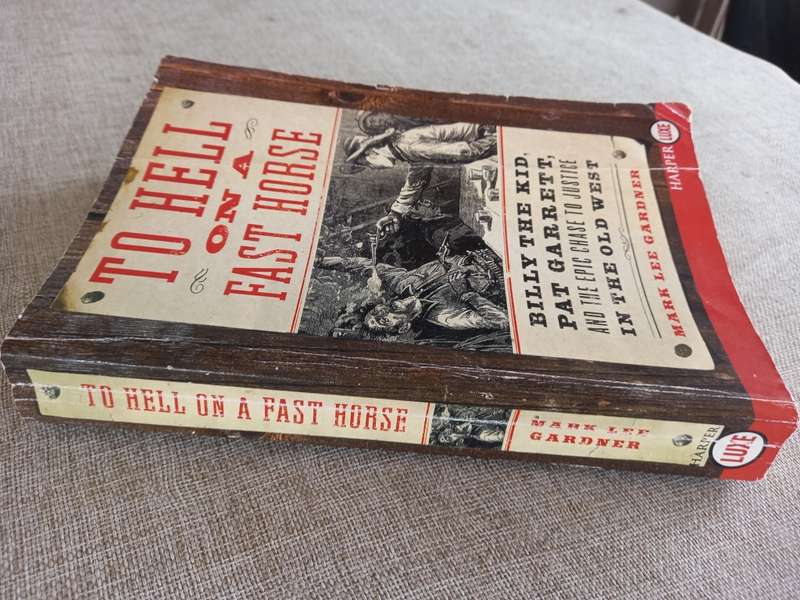 TO HELL
ON A
FAST HORSE
BILLY THE KID,
PAT GARRETT,
AND THE EPIC CHASE TO JUSTICE
IN THE OLD WEST
MARK LEE GARDNER
HARPER LUXE
TO HELL ON A FAST HORSE
MARK LEE
GARDNER
HARPER
LUXE